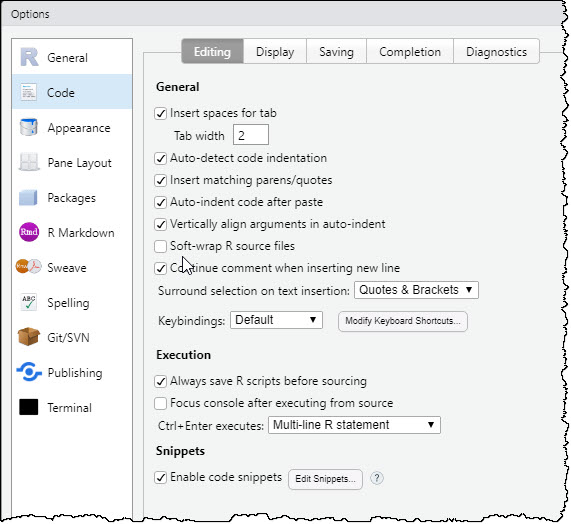 Options
General
Code
Appearance
Pane Layout
Packages
Rmd R Markdown
Rnw Sweave
ABC Spelling
Git/SVN
Publishing
Terminal
Editing Display Saving Completion Diagnostics
General
Insert spaces for tab
Tab width 2
Auto-detect code indentation
Insert matching parens/quotes
Auto-indent code after paste
Vertically align arguments in auto-indent
Soft-wrap R source files
Continue comment when inserting new line
Surround selection on text insertion: Quotes & Brackets
Keybindings: Default Modify Keyboard Shortcuts...
Execution
Always save R scripts before sourcing
Focus console after executing from source
Ctrl+Enter executes: Multi-line R statement
Snippets
Enable code snippets Edit Snippets... ?